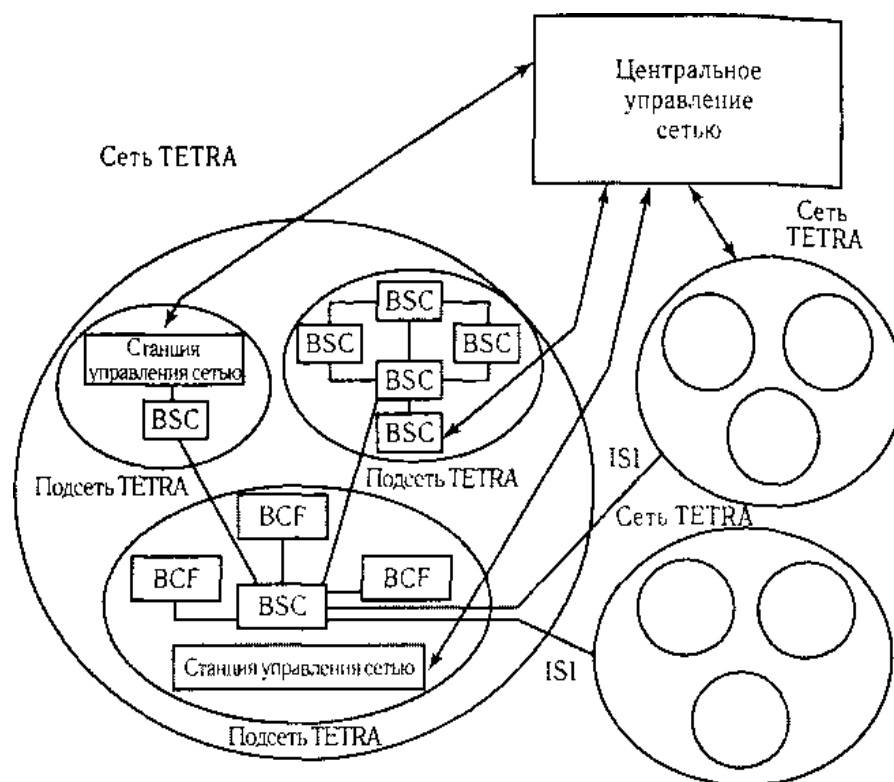 Центральное
управление
сетью
Сеть TETRA
Сеть
TETRA
BSC
BSC
BSC
BSC
BSC
Станция
управления сетью
BSC
Подсеть TETRA
Подсеть TETRA
ISI
Сеть TETRA
BCF
BCF
BCF
BSC
Станция управления сетью
ISI
Подсеть TETRA